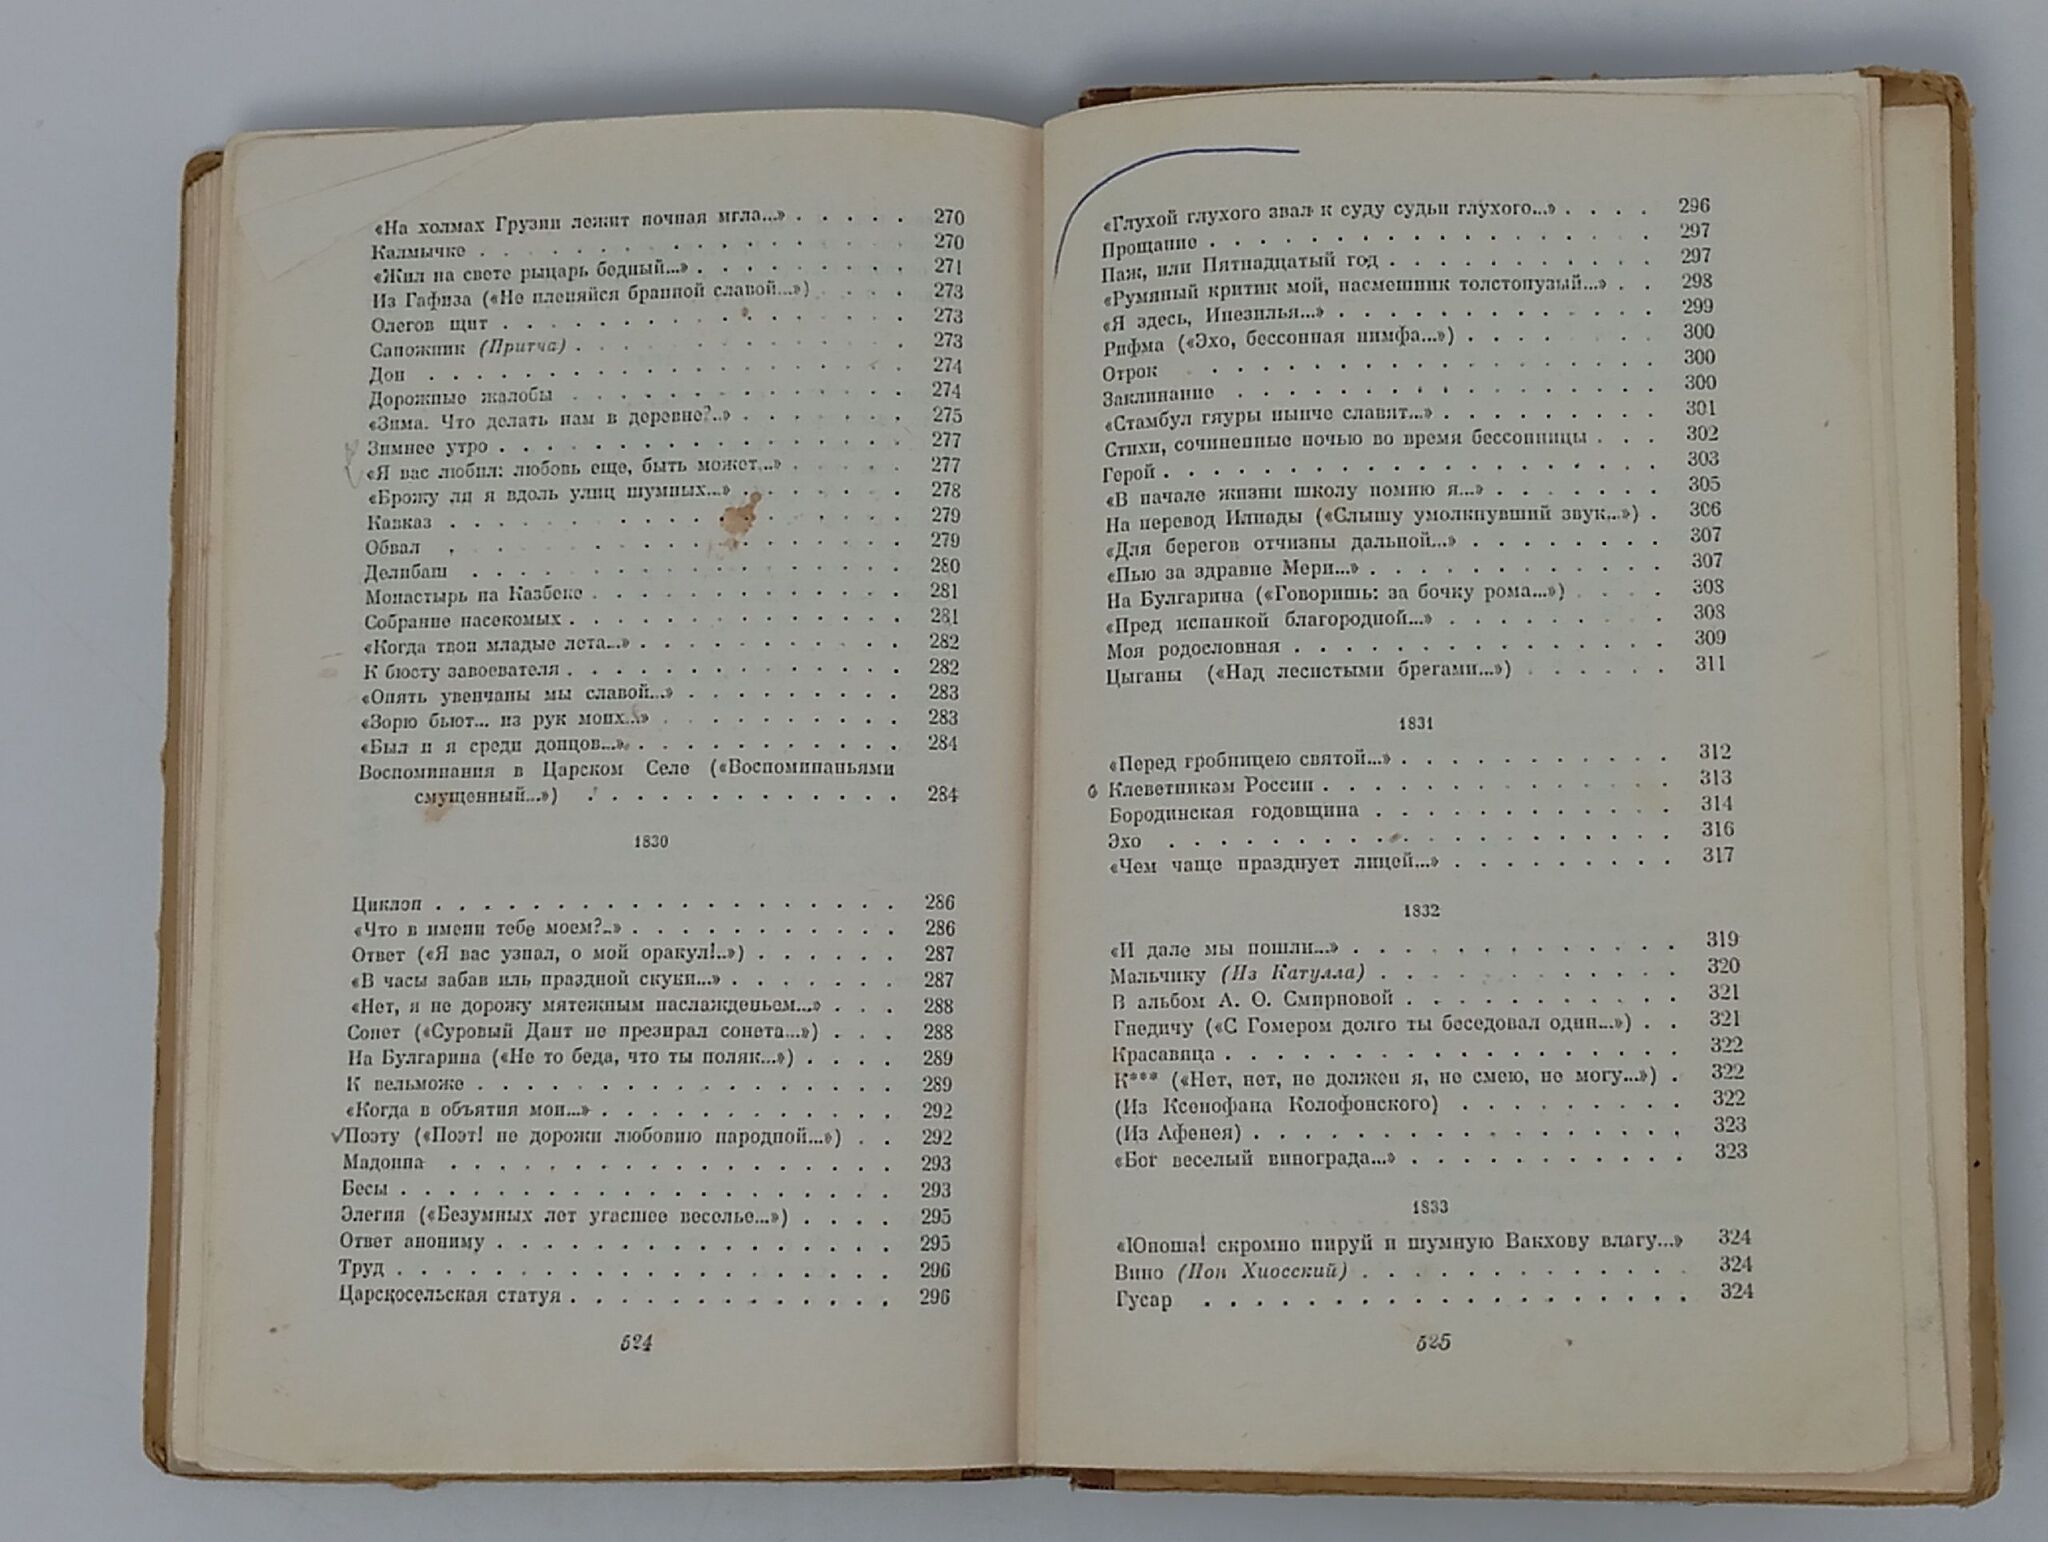 «На холмах Грузии лежит ночная мгла...» . . . . . 270
Калмычке . . . . . . . . . . . . . . 270
«Жил на свете рыцарь бедный...» . . . . . . . . . 271
Из Гафиза («Не пленяйся бранной славой...») . . . . 273
Олегов щит . . . . . . . . . . . . . . 273
Сапожник (Притча) . . . . . . . . . . . . 273
Дон . . . . . . . . . . . . . . . . 274
Дорожные жалобы . . . . . . . . . . . . 274
«Зима. Что делать нам в деревне?..» . . . . . . . 275
Зимнее утро . . . . . . . . . . . . . . 277
«Я вас любил: любовь еще, быть может...» . . . . . 277
«Брожу ли я вдоль улиц шумных...» . . . . . . . 278
Кавказ . . . . . . . . . . . . . . . 279
Обвал . . . . . . . . . . . . . . . 279
Делибаш . . . . . . . . . . . . . . . 280
Монастырь на Казбеке . . . . . . . . . . . 281
Собрание насекомых . . . . . . . . . . . . 281
«Когда твои младые лета...» . . . . . . . . . . 282
К бюсту завоевателя . . . . . . . . . . . . 282
«Опять увенчаны мы славой...» . . . . . . . . . 283
«Зорю бьют... из рук моих...» . . . . . . . . . . 283
«Был и я среди донцов...» . . . . . . . . . . . 284
Воспоминания в Царском Селе («Воспоминаньями
смущенный...») . . . . . . . . . . . . 284
1830
Циклоп . . . . . . . . . . . . . . . 286
«Что в имени тебе моем?..» . . . . . . . . . . 286
Ответ («Я вас узнал, о мой оракул!..») . . . . . . 287
«В часы забав иль праздной скуки...» . . . . . . . 287
«Нет, я не дорожу мятежным наслажденьем...» . . . 288
Сонет («Суровый Дант не презирал сонета...») . . . 288
На Булгарина («Не то беда, что ты поляк...») . . . . 289
К вельможе . . . . . . . . . . . . . . 289
«Когда в объятия мои...» . . . . . . . . . . . 292
Поэту («Поэт! не дорожи любовию народной...») . . 292
Мадонна . . . . . . . . . . . . . . . 293
Бесы . . . . . . . . . . . . . . . . 293
Элегия («Безумных лет угасшее веселье...») . . . . 295
Ответ анониму . . . . . . . . . . . . . 295
Труд . . . . . . . . . . . . . . . . 296
Царскосельская статуя . . . . . . . . . . . 296
524
«Глухой глухого звал к суду судьи глухого...» . . . . 296
Прощание . . . . . . . . . . . . . . . 297
Паж, или Пятнадцатый год . . . . . . . . . . 297
«Румяный критик мой, насмешник толстопузый...» . . 298
«Я здесь, Инезилья...» . . . . . . . . . . . . 299
Рифма («Эхо, бессонная нимфа...») . . . . . . . 300
Отрок . . . . . . . . . . . . . . . 300
Заклинание . . . . . . . . . . . . . . 300
«Стамбул гяуры нынче славят...» . . . . . . . . 301
Стихи, сочиненные ночью во время бессонницы . . . 302
Герой . . . . . . . . . . . . . . . . 303
«В начале жизни школу помню я...» . . . . . . . 305
На перевод Илиады («Слышу умолкнувший звук...») . 306
«Для берегов отчизны дальной...» . . . . . . . . 307
«Пью за здравие Мери...» . . . . . . . . . . . 307
На Булгарина («Говоришь: за бочку рома...») . . . . 308
«Пред испанкой благородной...» . . . . . . . . 308
Моя родословная . . . . . . . . . . . . . 309
Цыганы («Над лесистыми брегами...») . . . . . . 311
1831
«Перед гробницею святой...» . . . . . . . . . . 312
Клеветникам России . . . . . . . . . . . . 313
Бородинская годовщина . . . . . . . . . . . 314
Эхо . . . . . . . . . . . . . . . . 316
«Чем чаще празднует лицей...» . . . . . . . . . 317
1832
«И дале мы пошли...» . . . . . . . . . . . . 319
Мальчику (Из Катулла) . . . . . . . . . . . 320
В альбом А. О. Смирновой . . . . . . . . . . 321
Гнедичу («С Гомером долго ты беседовал один...») . . 321
Красавица . . . . . . . . . . . . . . . 322
К*** («Нет, нет, не должен я, не смею, не могу...») . 322
(Из Ксенофана Колофонского) . . . . . . . . . 322
(Из Афенея) . . . . . . . . . . . . . . 323
«Бог веселый винограда...» . . . . . . . . . . 323
1833
«Юноша! скромно пируй и шумную Вакхову влагу...» 324
Вино (Ион Хиосский) . . . . . . . . . . . . 324
Гусар . . . . . . . . . . . . . . . . 324
525